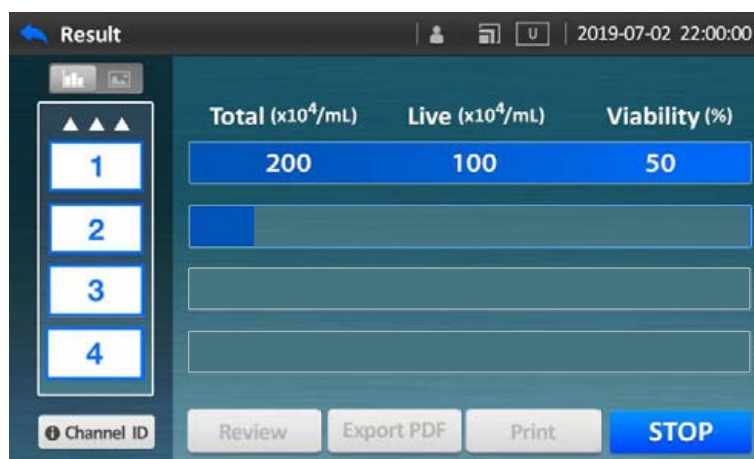 Result U 2019-07-02 22:00:00
Total (x10⁴/mL) Live (x10⁴/mL) Viability (%)
1 200 100 50
2
3
4
Channel ID Review Export PDF Print STOP